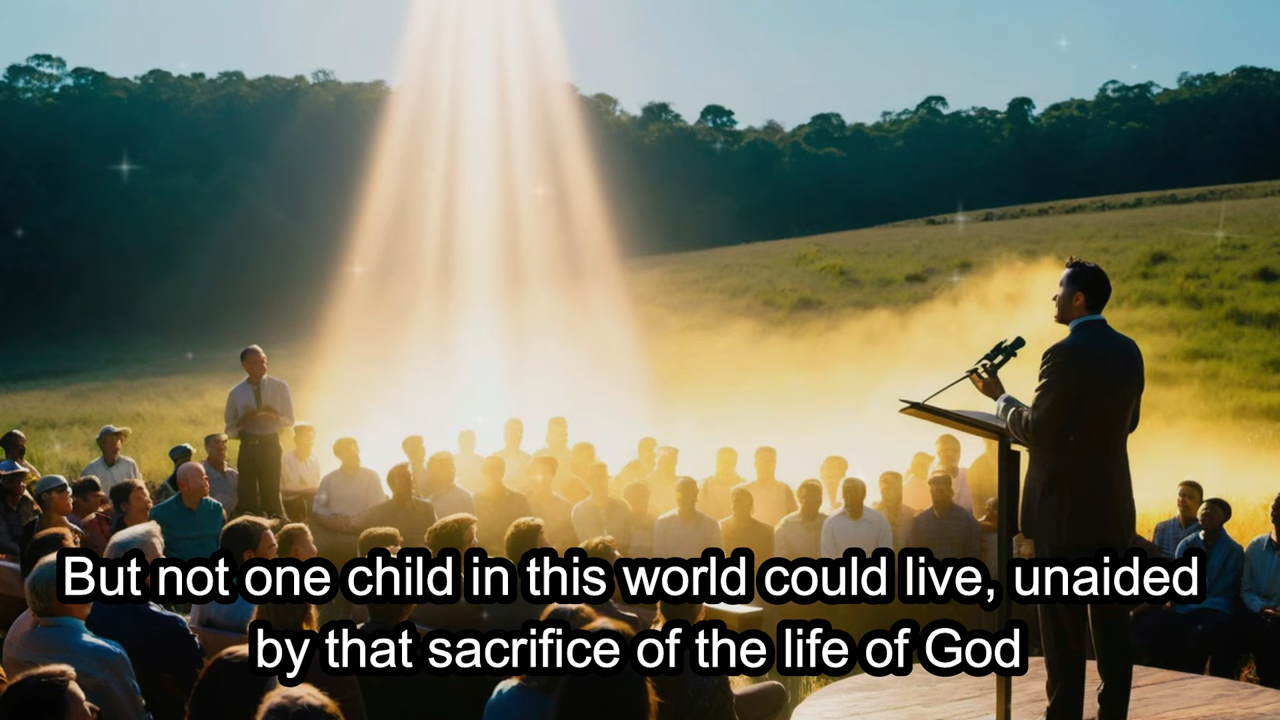 But not one child in this world could live, unaided
by that sacrifice of the life of God